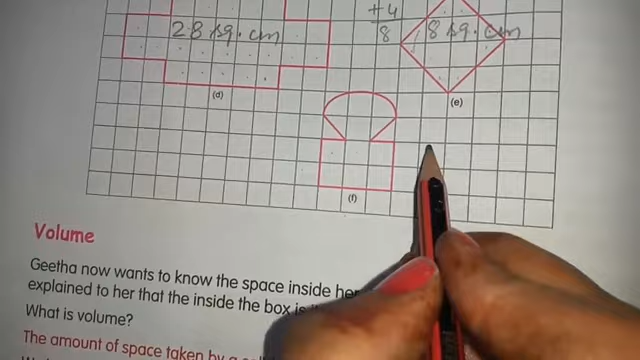 +4
28 sq.cm
8
8 sq.cm
(d)
(e)
(f)
Volume
Geetha now wants to know the space inside her
explained to her that the inside the box is
What is volume?
The amount of space taken by a